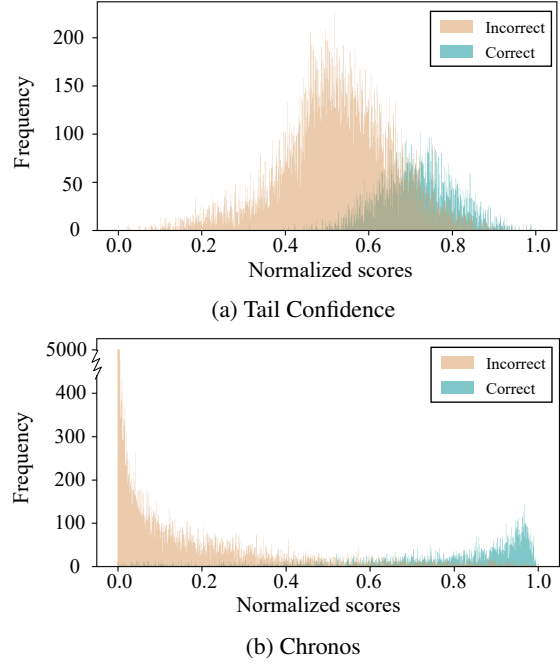 200
150
100
50
0
Frequency
Incorrect
Correct
0.0 0.2 0.4 0.6 0.8 1.0
Normalized scores
(a) Tail Confidence
5000
400
300
200
100
0
Frequency
Incorrect
Correct
0.0 0.2 0.4 0.6 0.8 1.0
Normalized scores
(b) Chronos